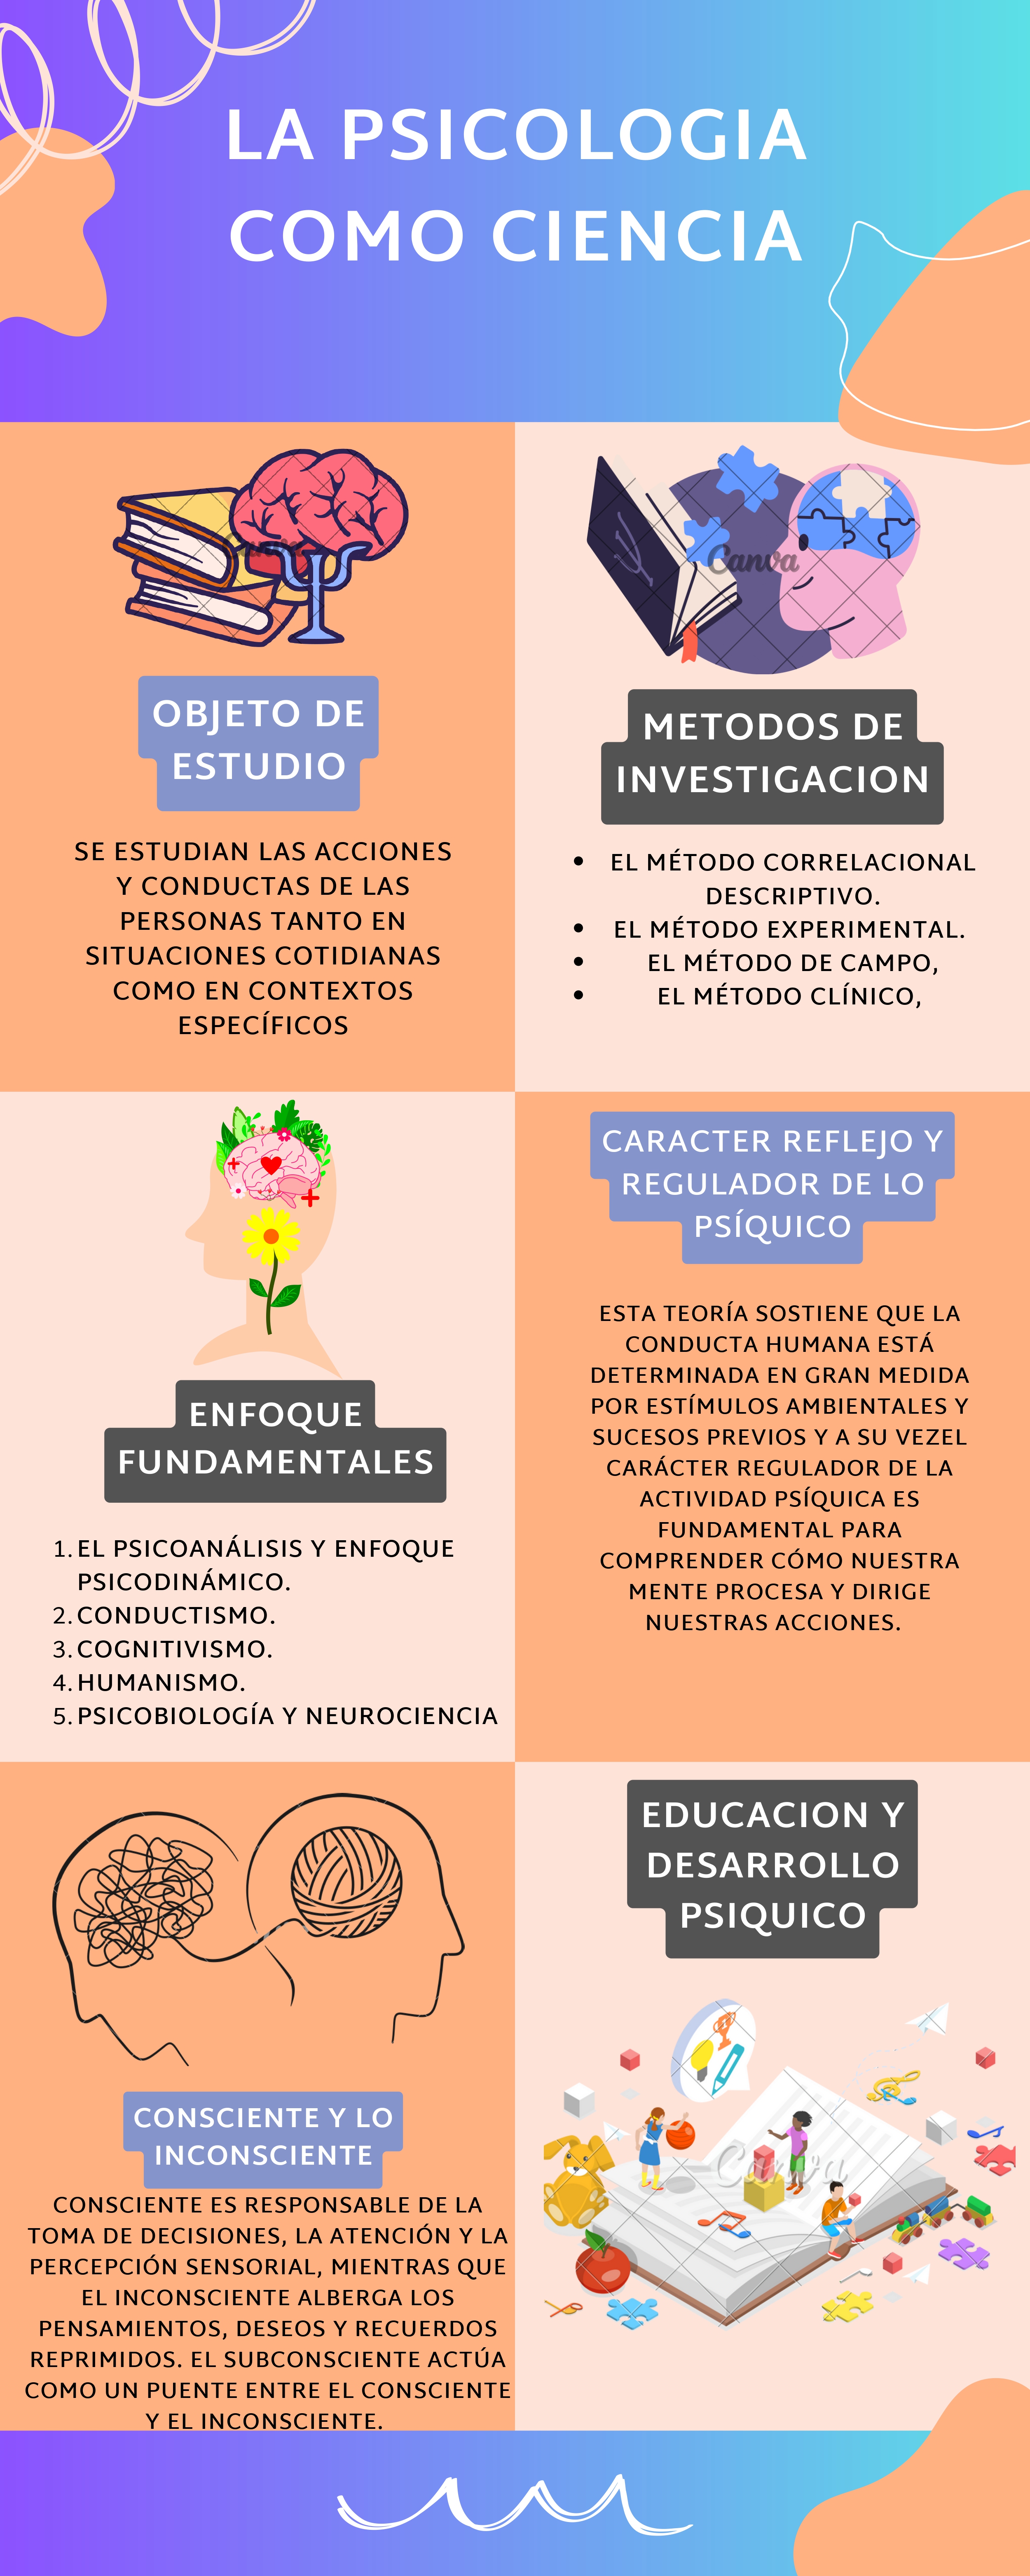 LA PSICOLOGIA
COMO CIENCIA
Canva
Canva
OBJETO DE
ESTUDIO
METODOS DE
INVESTIGACION
SE ESTUDIAN LAS ACCIONES
Y CONDUCTAS DE LAS
PERSONAS TANTO EN
SITUACIONES COTIDIANAS
COMO EN CONTEXTOS
ESPECÍFICOS
• EL MÉTODO CORRELACIONAL
DESCRIPTIVO.
• EL MÉTODO EXPERIMENTAL.
• EL MÉTODO DE CAMPO,
• EL MÉTODO CLÍNICO,
ENFOQUE
FUNDAMENTALES
1. EL PSICOANÁLISIS Y ENFOQUE
PSICODINÁMICO.
2. CONDUCTISMO.
3. COGNITIVISMO.
4. HUMANISMO.
5. PSICOBIOLOGÍA Y NEUROCIENCIA
CARACTER REFLEJO Y
REGULADOR DE LO
PSÍQUICO
ESTA TEORÍA SOSTIENE QUE LA
CONDUCTA HUMANA ESTÁ
DETERMINADA EN GRAN MEDIDA
POR ESTÍMULOS AMBIENTALES Y
SUCESOS PREVIOS Y A SU VEZEL
CARÁCTER REGULADOR DE LA
ACTIVIDAD PSÍQUICA ES
FUNDAMENTAL PARA
COMPRENDER CÓMO NUESTRA
MENTE PROCESA Y DIRIGE
NUESTRAS ACCIONES.
CONSCIENTE Y LO
INCONSCIENTE
CONSCIENTE ES RESPONSABLE DE LA
TOMA DE DECISIONES, LA ATENCIÓN Y LA
PERCEPCIÓN SENSORIAL, MIENTRAS QUE
EL INCONSCIENTE ALBERGA LOS
PENSAMIENTOS, DESEOS Y RECUERDOS
REPRIMIDOS. EL SUBCONSCIENTE ACTÚA
COMO UN PUENTE ENTRE EL CONSCIENTE
Y EL INCONSCIENTE.
EDUCACION Y
DESARROLLO
PSIQUICO
Canva